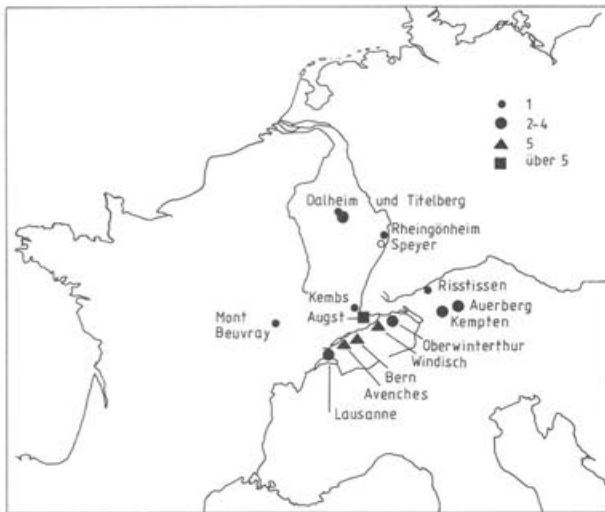 1
2-4
5
über 5
Dalheim und Titelberg
Rheingönheim
Speyer
Risstissen
Kembs
Augst
Auerberg
Kempten
Mont
Beuvray
Oberwinterthur
Windisch
Bern
Avenches
Lausanne